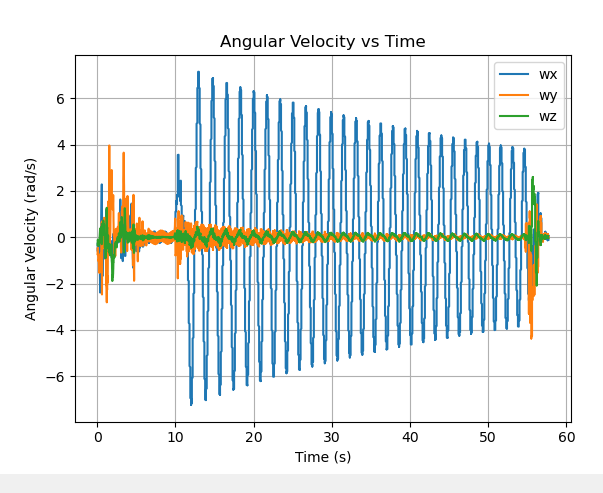 Angular Velocity vs Time
wx
wy
wz
Angular Velocity (rad/s)
6
4
2
0
−2
−4
−6
0
10
20
30
40
50
60
Time (s)